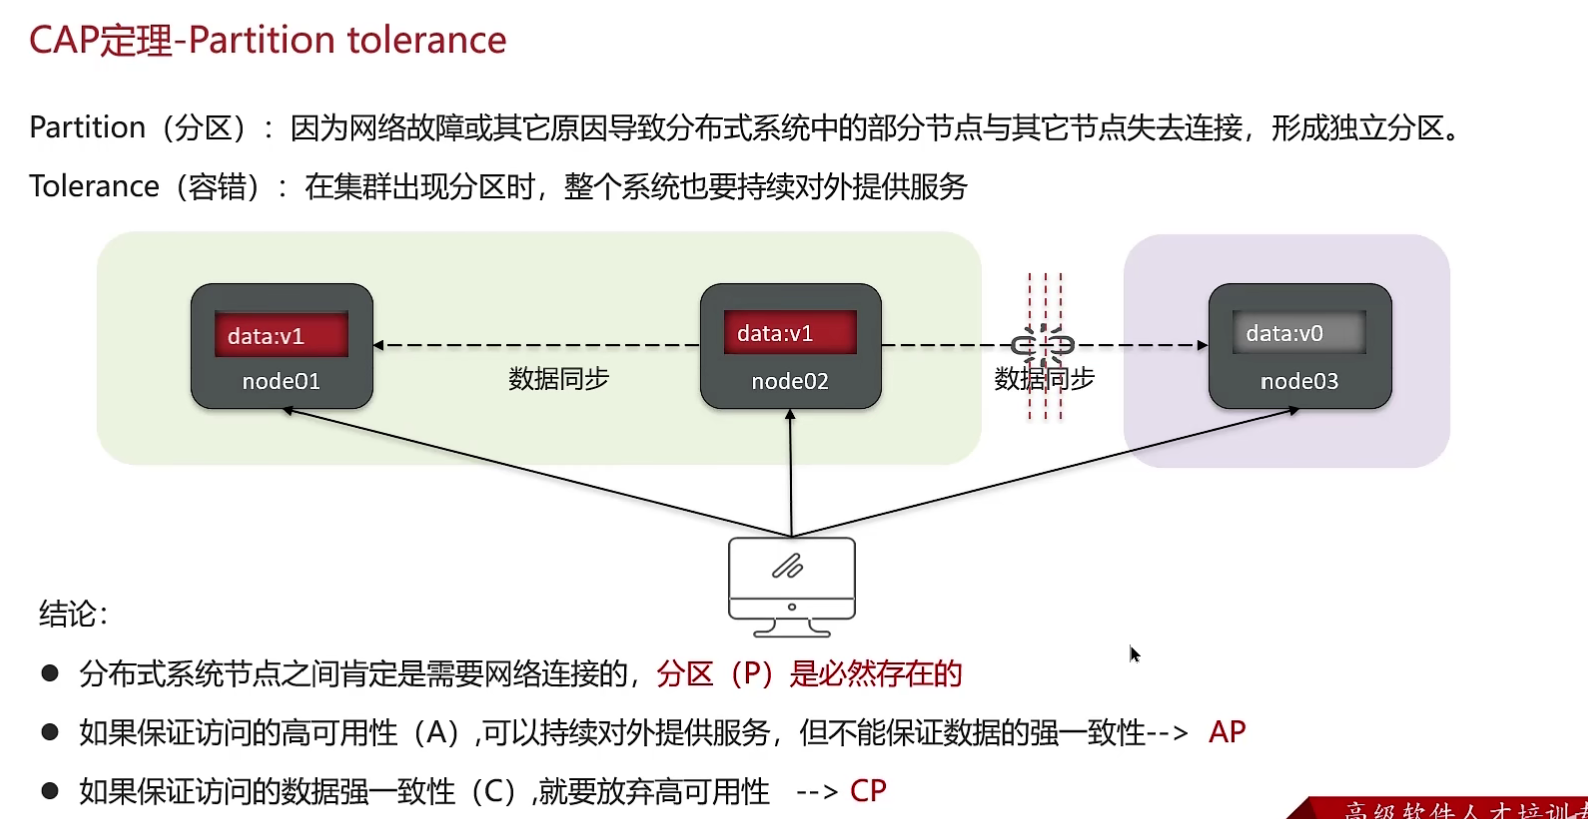 CAP定理-Partition tolerance
Partition（分区）：因为网络故障或其它原因导致分布式系统中的部分节点与其它节点失去连接，形成独立分区。
Tolerance（容错）：在集群出现分区时，整个系统也要持续对外提供服务
data:v1
node01
数据同步
data:v1
node02
数据同步
data:v0
node03
结论：
● 分布式系统节点之间肯定是需要网络连接的，分区（P）是必然存在的
● 如果保证访问的高可用性（A）,可以持续对外提供服务，但不能保证数据的强一致性--> AP
● 如果保证访问的数据强一致性（C）,就要放弃高可用性 --> CP
高级软件人才培训